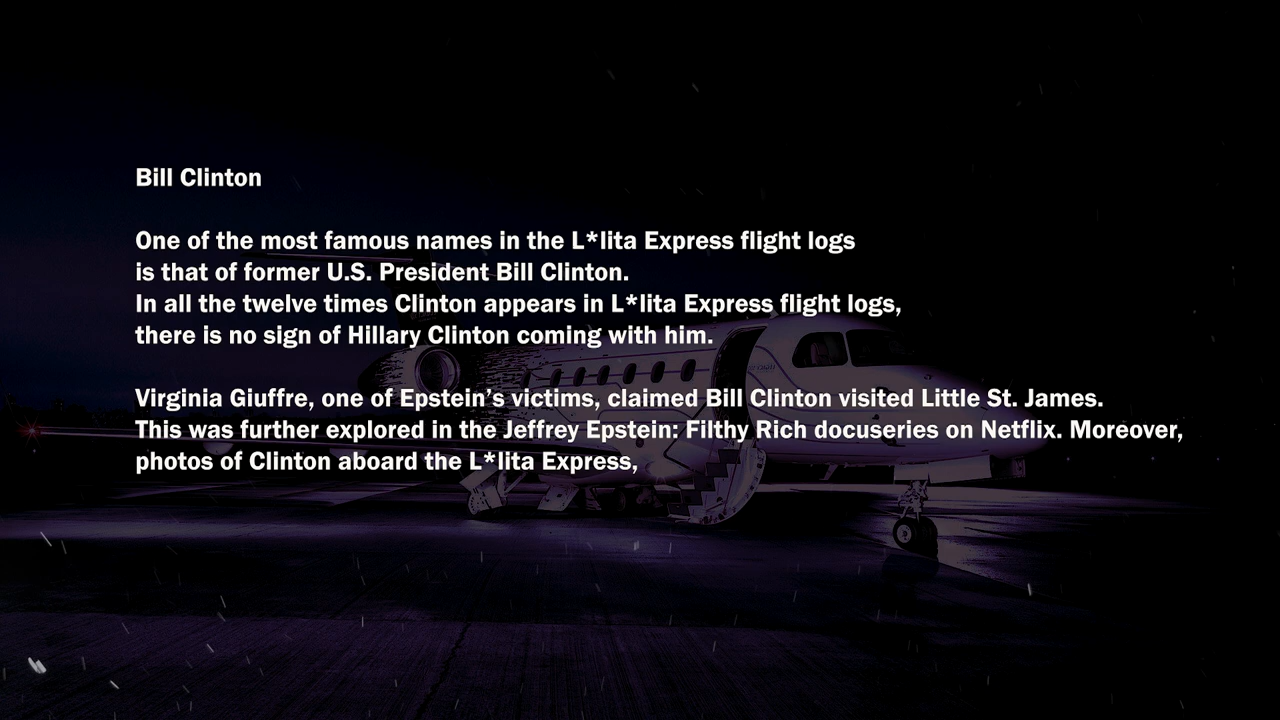 Bill Clinton
One of the most famous names in the L*lita Express flight logs
is that of former U.S. President Bill Clinton.
In all the twelve times Clinton appears in L*lita Express flight logs,
there is no sign of Hillary Clinton coming with him.
Virginia Giuffre, one of Epstein’s victims, claimed Bill Clinton visited Little St. James.
This was further explored in the Jeffrey Epstein: Filthy Rich docuseries on Netflix. Moreover,
photos of Clinton aboard the L*lita Express,